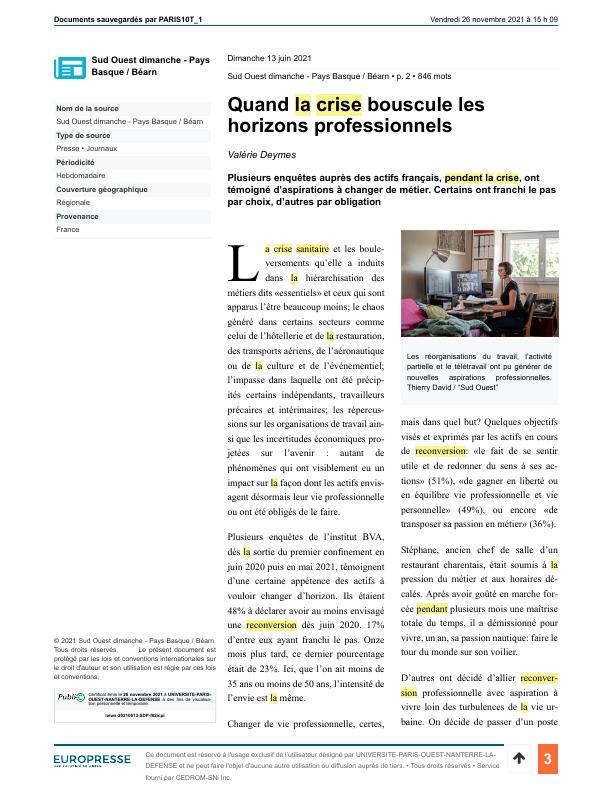 Documents sauvegardés par PARIS10T_1
Vendredi 26 novembre 2021 à 15 h 09
Sud Ouest dimanche - Pays
Basque / Béarn
Nom de la source
Sud Ouest dimanche - Pays Basque / Béarn
Type de source
Presse • Journaux
Périodicité
Hebdomadaire
Couverture géographique
Régionale
Provenance
France
Dimanche 13 juin 2021
Sud Ouest dimanche - Pays Basque / Béarn • p. 2 • 846 mots
Quand la crise bouscule les
horizons professionnels
Valérie Deymes
Plusieurs enquêtes auprès des actifs français, pendant la crise, ont
témoigné d'aspirations à changer de métier. Certains ont franchi le pas
par choix, d'autres par obligation
La crise sanitaire et les boule-
versements qu'elle a induits
dans la hiérarchisation des
métiers dits «essentiels» et ceux qui sont
apparus l'être beaucoup moins; le chaos
généré dans certains secteurs comme
celui de l'hôtellerie et de la restauration,
des transports aériens, de l'aéronautique
ou de la culture et de l'événementiel;
l'impasse dans laquelle ont été précip-
ités certains indépendants, travailleurs
précaires et intérimaires; les répercus-
sions sur les organisations de travail ain-
si que les incertitudes économiques pro-
jetées sur l'avenir : autant de
phénomènes qui ont visiblement eu un
impact sur la façon dont les actifs envis-
agent désormais leur vie professionnelle
ou ont été obligés de le faire.
Plusieurs enquêtes de l'institut BVA,
dès la sortie du premier confinement en
juin 2020 puis en mai 2021, témoignent
d'une certaine appétence des actifs à
vouloir changer d'horizon. Ils étaient
48% à déclarer avoir au moins envisagé
une reconversion dès juin 2020. 17%
d'entre eux ayant franchi le pas. Onze
mois plus tard, ce dernier pourcentage
était de 23%. Ici, que l'on ait moins de
35 ans ou moins de 50 ans, l'intensité de
l'envie est la même.
Changer de vie professionnelle, certes,
Les réorganisations du travail, l'activité
partielle et le télétravail ont pu générer de
nouvelles aspirations professionnelles.
Thierry David / "Sud Ouest"
mais dans quel but? Quelques objectifs
visés et exprimés par les actifs en cours
de reconversion: «le fait de se sentir
utile et de redonner du sens à ses ac-
tions» (51%), «de gagner en liberté ou
en équilibre vie professionnelle et vie
personnelle» (49%), ou encore «de
transposer sa passion en métier» (36%).
Stéphane, ancien chef de salle d'un
restaurant charentais, était soumis à la
pression du métier et aux horaires dé-
calés. Après avoir goûté en marche for-
cée pendant plusieurs mois une maîtrise
totale du temps, il a démissionné pour
vivre, un an, sa passion nautique: faire le
tour du monde sur son voilier.
D'autres ont décidé d'allier reconver-
sion professionnelle avec aspiration à
vivre loin des turbulences de la vie ur-
baine. On décide de passer d'un poste
© 2021 Sud Ouest dimanche - Pays Basque / Béarn.
Tous droits réservés. Le présent document est
protégé par les lois et conventions internationales sur
le droit d'auteur et son utilisation est régie par ces lois
et conventions.
Public ©
Certificat émis le 26 novembre 2021 à UNIVERSITE-PARIS-
OUEST-NANTERRE-LA-DEFENSE à des fins de visualisa-
tion personnelle et temporaire.
EUROPRESSE
Ce document est réservé à l'usage exclusif de l'utilisateur désigné par UNIVERSITE-PARIS-OUEST-NANTERRE-LA-
DEFENSE et ne peut faire l'objet d'aucune autre utilisation ou diffusion auprès de tiers. • Tous droits réservés • Service
fourni par CEDROM-SNi Inc.
3